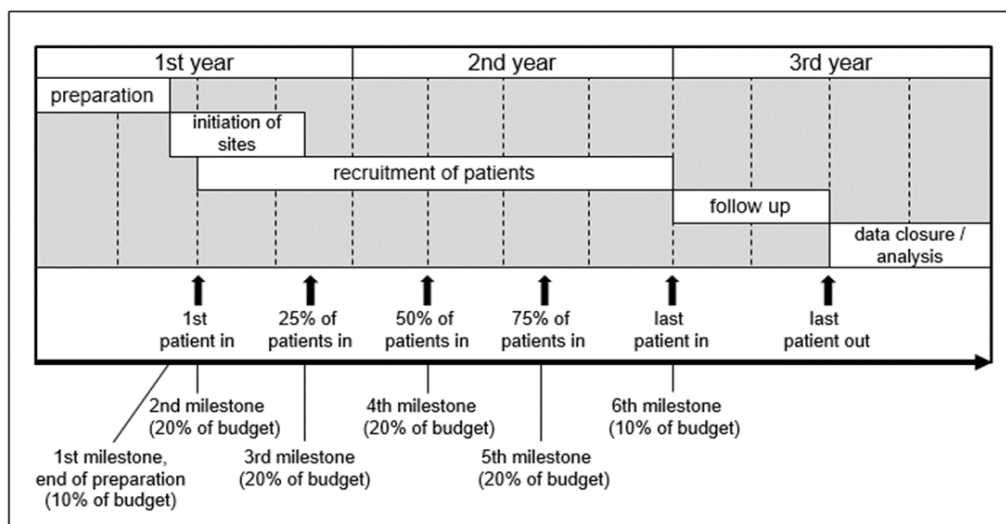 1st year
2nd year
3rd year
preparation
initiation of
sites
recruitment of patients
follow up
data closure /
analysis
1st
patient in
25% of
patients in
50% of
patients in
75% of
patients in
last
patient in
last
patient out
1st milestone,
end of preparation
(10% of budget)
2nd milestone
(20% of budget)
3rd milestone
(20% of budget)
4th milestone
(20% of budget)
5th milestone
(20% of budget)
6th milestone
(10% of budget)